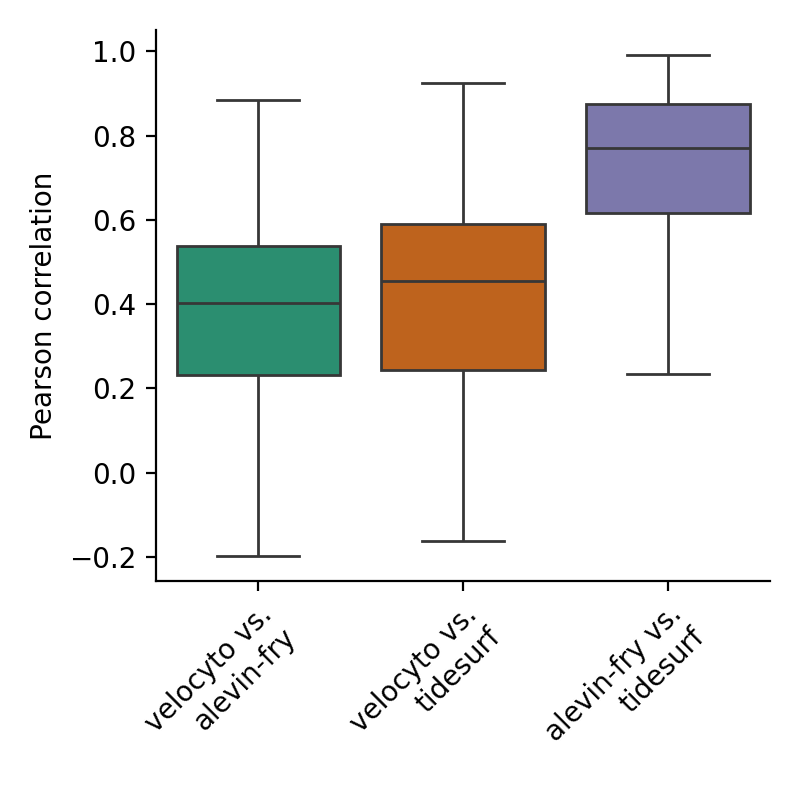 Pearson correlation
1.0
0.8
0.6
0.4
0.2
0.0
−0.2
velocyto vs.
alevin-fry
velocyto vs.
tidesurf
alevin-fry vs.
tidesurf